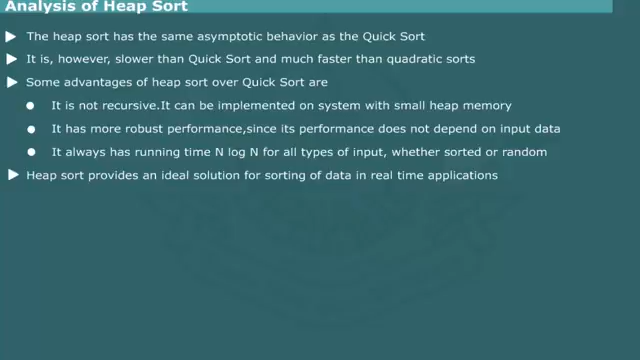 Analysis of Heap Sort
The heap sort has the same asymptotic behavior as the Quick Sort
It is, however, slower than Quick Sort and much faster than quadratic sorts
Some advantages of heap sort over Quick Sort are
It is not recursive.It can be implemented on system with small heap memory
It has more robust performance,since its performance does not depend on input data
It always has running time N log N for all types of input, whether sorted or random
Heap sort provides an ideal solution for sorting of data in real time applications